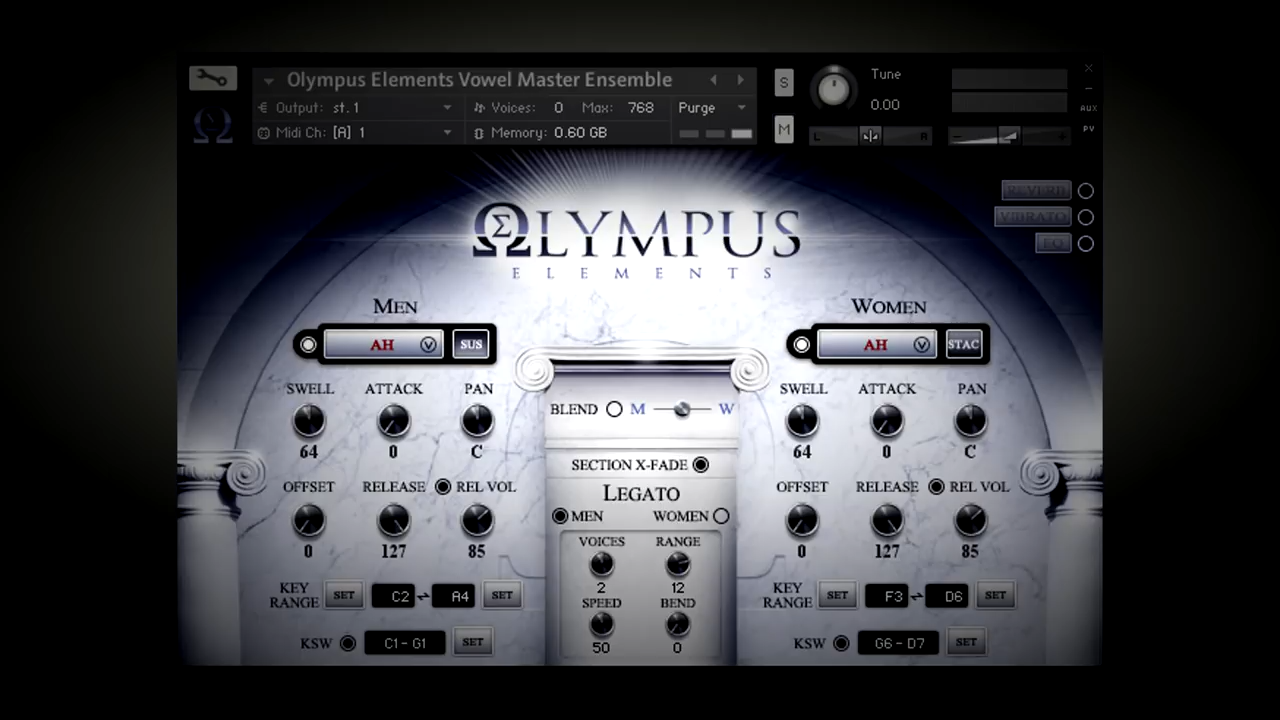 Olympus Elements Vowel Master Ensemble
S
Tune
0.00
Output: st. 1
Voices: 0 Max: 768
Purge
Midi Ch: [A] 1
Memory: 0.60 GB
M
L R
AUX
PV
REVERB
VIBRATO
EQ
ΩLYMPUS
ELEMENTS
MEN
WOMEN
AH SUS
AH STAC
SWELL ATTACK PAN
64 0 C
OFFSET RELEASE REL VOL
0 127 85
KEY RANGE SET C2 A4 SET
KSW C1 - G1 SET
BLEND M W
SECTION X-FADE
LEGATO
MEN WOMEN
VOICES RANGE
2 12
SPEED BEND
50 0
SWELL ATTACK PAN
64 0 C
OFFSET RELEASE REL VOL
0 127 85
KEY RANGE SET F3 D6 SET
KSW G6 - D7 SET